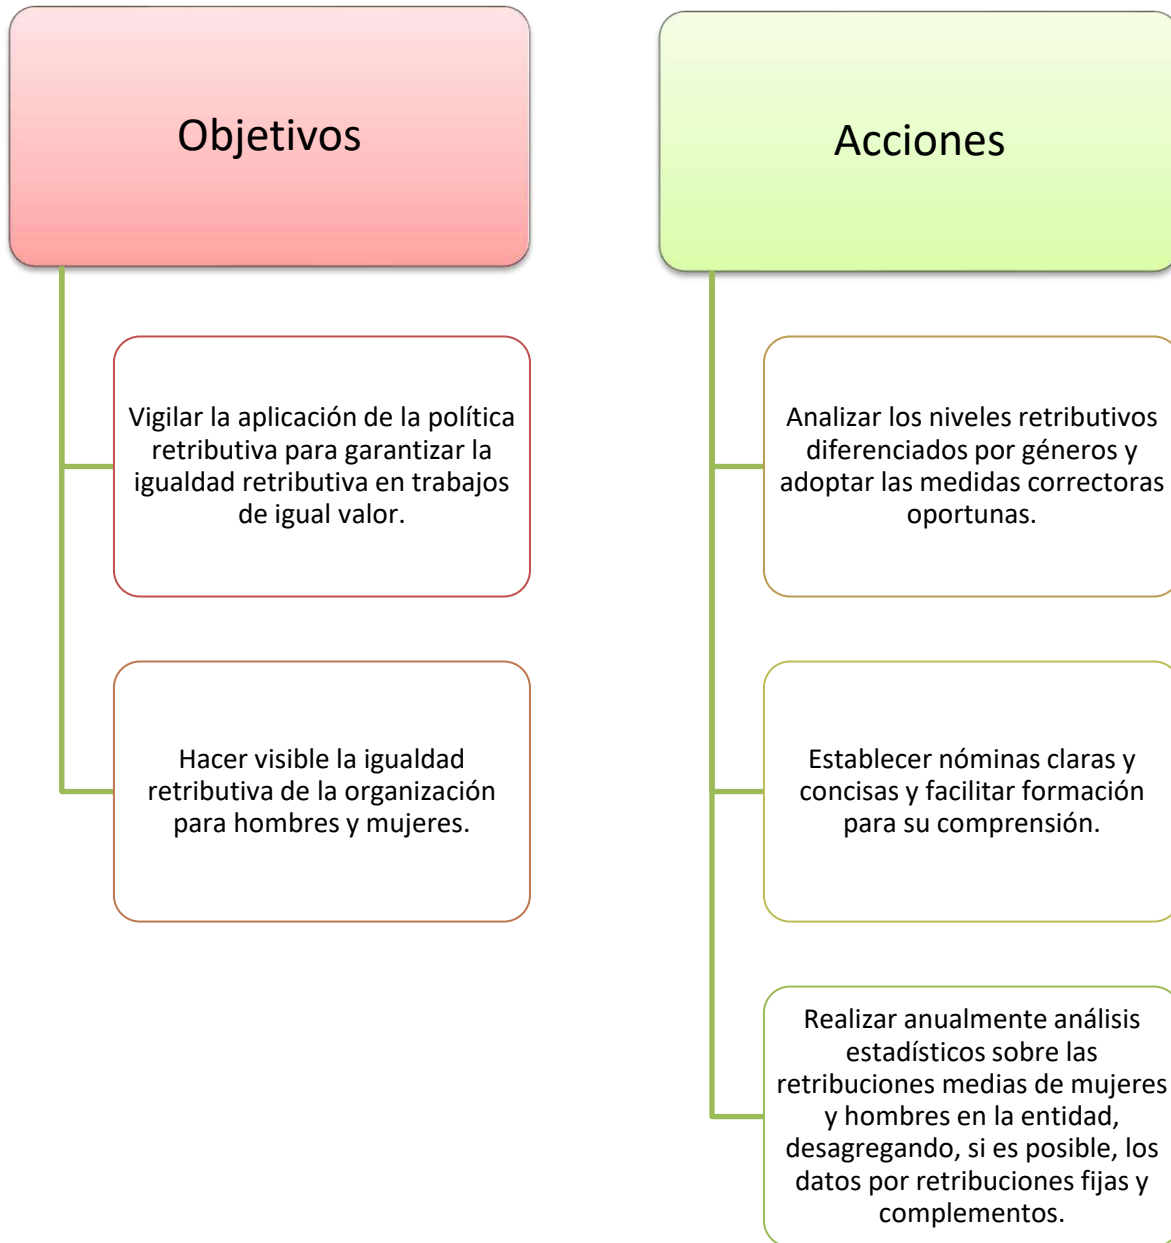 Objetivos
Vigilar la aplicación de la política
retributiva para garantizar la
igualdad retributiva en trabajos
de igual valor.
Hacer visible la igualdad
retributiva de la organización
para hombres y mujeres.
Acciones
Analizar los niveles retributivos
diferenciados por géneros y
adoptar las medidas correctoras
oportunas.
Establecer nóminas claras y
concisas y facilitar formación
para su comprensión.
Realizar anualmente análisis
estadísticos sobre las
retribuciones medias de mujeres
y hombres en la entidad,
desagregando, si es posible, los
datos por retribuciones fijas y
complementos.